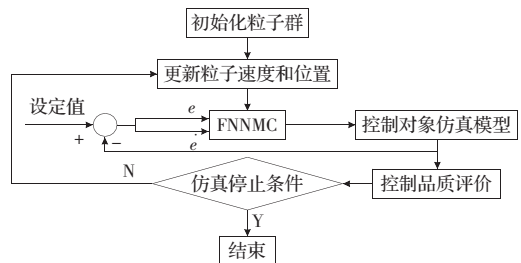 初始化粒子群
更新粒子速度和位置
设定值
e
FNNMC
控制对象仿真模型
+
−
ė
N
仿真停止条件
控制品质评价
Y
结束